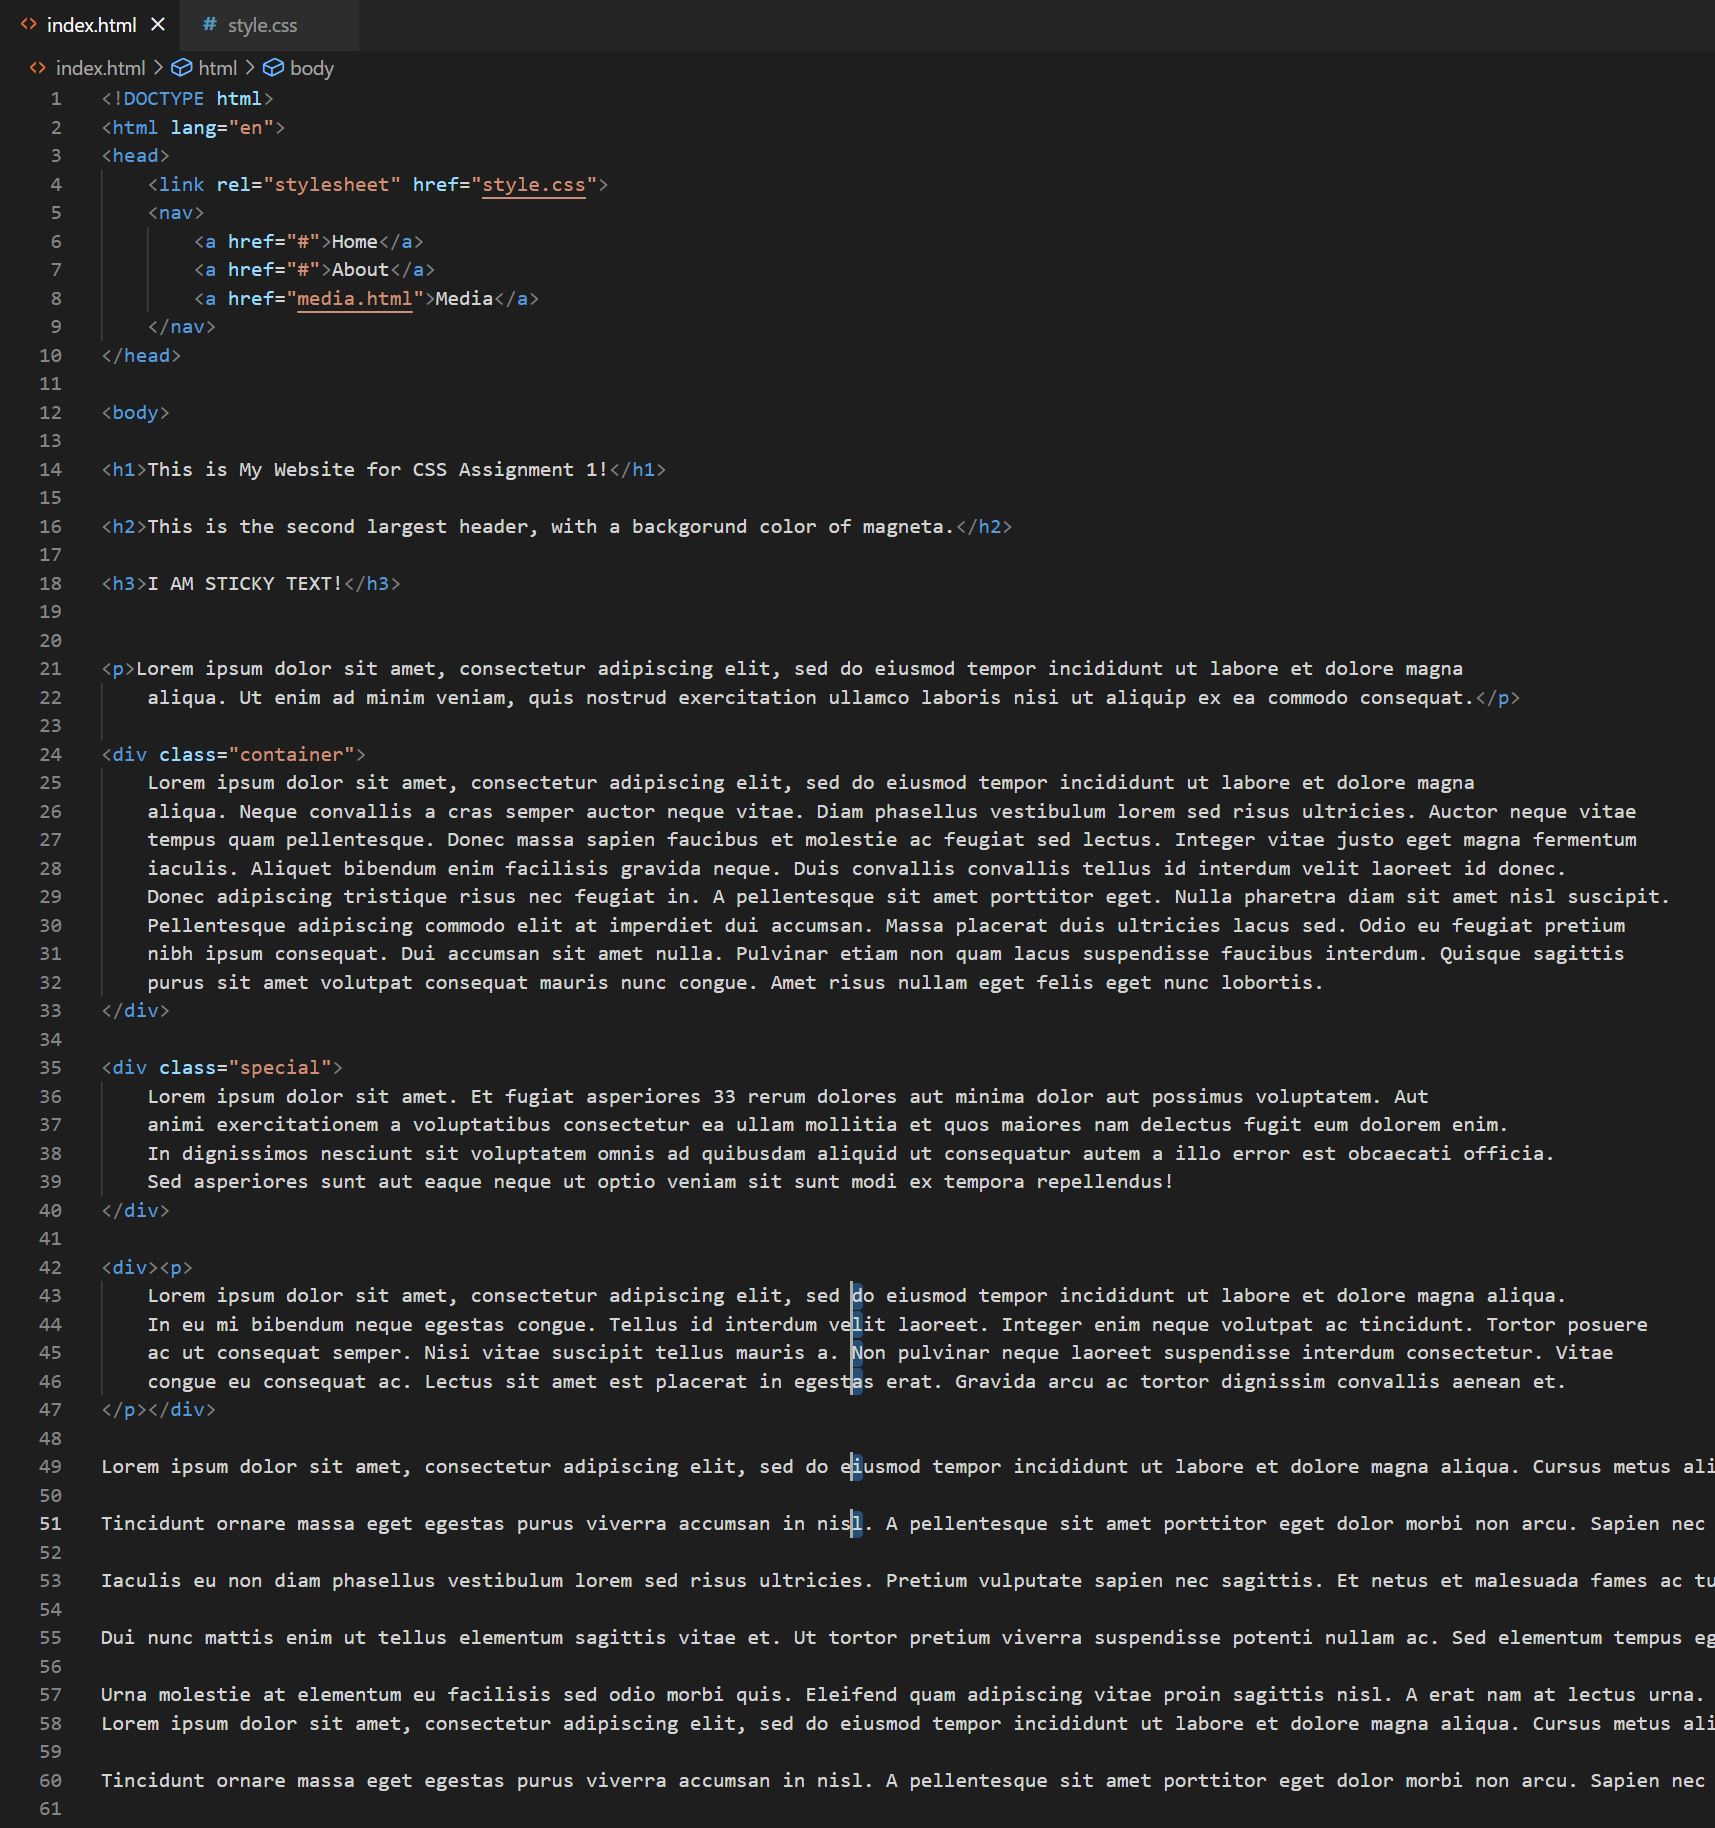 index.html × # style.css
index.html > html > body
1 <!DOCTYPE html>
2 <html lang="en">
3 <head>
4 <link rel="stylesheet" href="style.css">
5 <nav>
6 <a href="#">Home</a>
7 <a href="#">About</a>
8 <a href="media.html">Media</a>
9 </nav>
10 </head>
11
12 <body>
13
14 <h1>This is My Website for CSS Assignment 1!</h1>
15
16 <h2>This is the second largest header, with a backgorund color of magneta.</h2>
17
18 <h3>I AM STICKY TEXT!</h3>
19
20
21 <p>Lorem ipsum dolor sit amet, consectetur adipiscing elit, sed do eiusmod tempor incididunt ut labore et dolore magna
22 aliqua. Ut enim ad minim veniam, quis nostrud exercitation ullamco laboris nisi ut aliquip ex ea commodo consequat.</p>
23
24 <div class="container">
25 Lorem ipsum dolor sit amet, consectetur adipiscing elit, sed do eiusmod tempor incididunt ut labore et dolore magna
26 aliqua. Neque convallis a cras semper auctor neque vitae. Diam phasellus vestibulum lorem sed risus ultricies. Auctor neque vitae
27 tempus quam pellentesque. Donec massa sapien faucibus et molestie ac feugiat sed lectus. Integer vitae justo eget magna fermentum
28 iaculis. Aliquet bibendum enim facilisis gravida neque. Duis convallis convallis tellus id interdum velit laoreet id donec.
29 Donec adipiscing tristique risus nec feugiat in. A pellentesque sit amet porttitor eget. Nulla pharetra diam sit amet nisl suscipit.
30 Pellentesque adipiscing commodo elit at imperdiet dui accumsan. Massa placerat duis ultricies lacus sed. Odio eu feugiat pretium
31 nibh ipsum consequat. Dui accumsan sit amet nulla. Pulvinar etiam non quam lacus suspendisse faucibus interdum. Quisque sagittis
32 purus sit amet volutpat consequat mauris nunc congue. Amet risus nullam eget felis eget nunc lobortis.
33 </div>
34
35 <div class="special">
36 Lorem ipsum dolor sit amet. Et fugiat asperiores 33 rerum dolores aut minima dolor aut possimus voluptatem. Aut
37 animi exercitationem a voluptatibus consectetur ea ullam mollitia et quos maiores nam delectus fugit eum dolorem enim.
38 In dignissimos nesciunt sit voluptatem omnis ad quibusdam aliquid ut consequatur autem a illo error est obcaecati officia.
39 Sed asperiores sunt aut eaque neque ut optio veniam sit sunt modi ex tempora repellendus!
40 </div>
41
42 <div><p>
43 Lorem ipsum dolor sit amet, consectetur adipiscing elit, sed do eiusmod tempor incididunt ut labore et dolore magna aliqua.
44 In eu mi bibendum neque egestas congue. Tellus id interdum velit laoreet. Integer enim neque volutpat ac tincidunt. Tortor posuere
45 ac ut consequat semper. Nisi vitae suscipit tellus mauris a. Non pulvinar neque laoreet suspendisse interdum consectetur. Vitae
46 congue eu consequat ac. Lectus sit amet est placerat in egestas erat. Gravida arcu ac tortor dignissim convallis aenean et.
47 </p></div>
48
49 Lorem ipsum dolor sit amet, consectetur adipiscing elit, sed do eiusmod tempor incididunt ut labore et dolore magna aliqua. Cursus metus ali
50
51 Tincidunt ornare massa eget egestas purus viverra accumsan in nisl. A pellentesque sit amet porttitor eget dolor morbi non arcu. Sapien nec
52
53 Iaculis eu non diam phasellus vestibulum lorem sed risus ultricies. Pretium vulputate sapien nec sagittis. Et netus et malesuada fames ac tu
54
55 Dui nunc mattis enim ut tellus elementum sagittis vitae et. Ut tortor pretium viverra suspendisse potenti nullam ac. Sed elementum tempus eg
56
57 Urna molestie at elementum eu facilisis sed odio morbi quis. Eleifend quam adipiscing vitae proin sagittis nisl. A erat nam at lectus urna.
58 Lorem ipsum dolor sit amet, consectetur adipiscing elit, sed do eiusmod tempor incididunt ut labore et dolore magna aliqua. Cursus metus ali
59
60 Tincidunt ornare massa eget egestas purus viverra accumsan in nisl. A pellentesque sit amet porttitor eget dolor morbi non arcu. Sapien nec
61